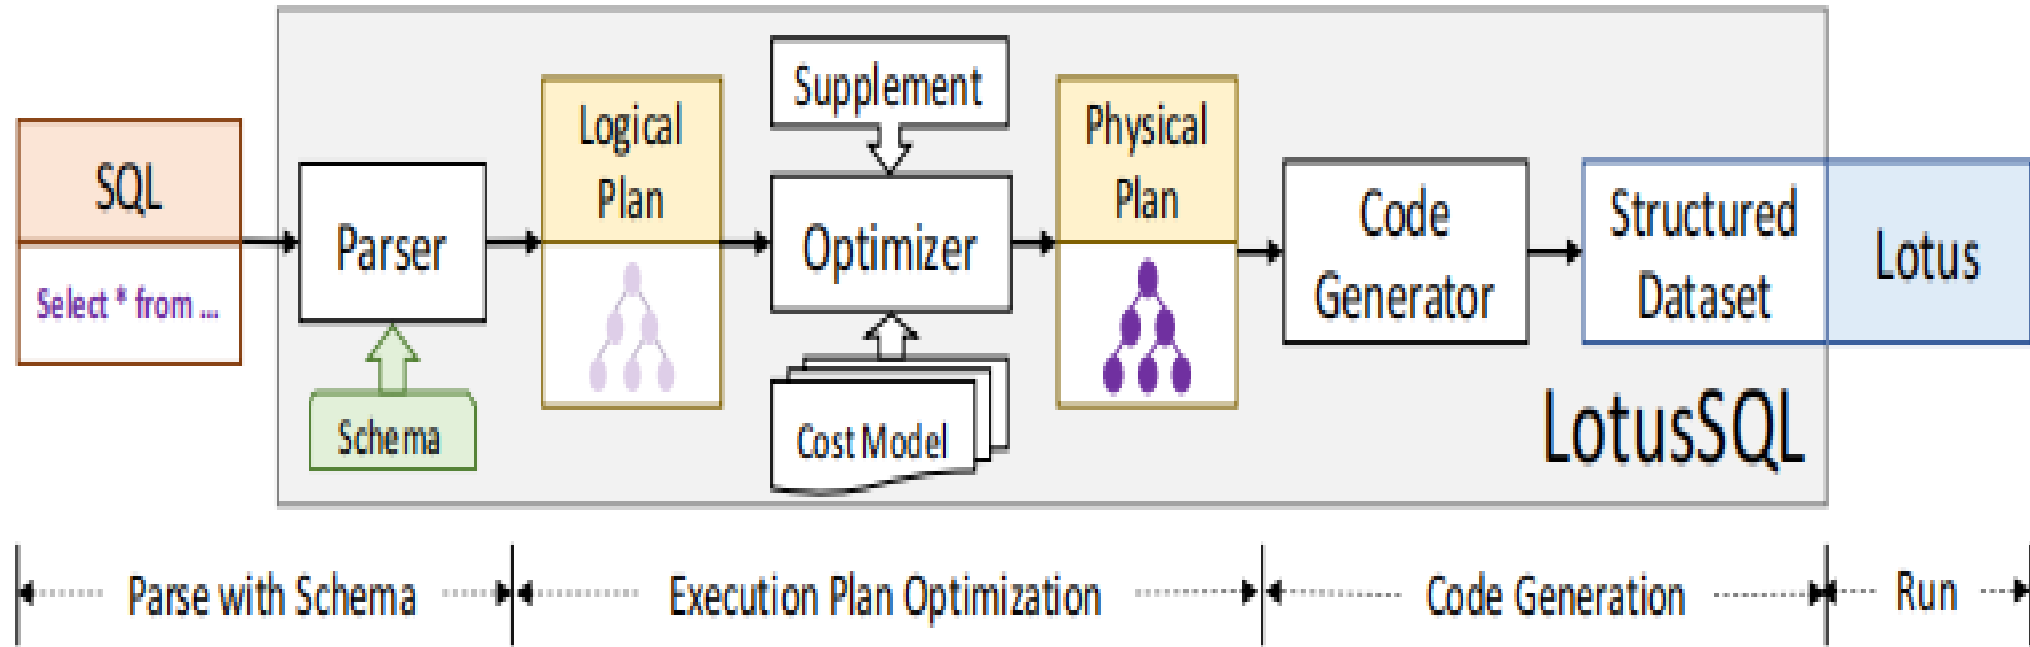 SQL
Select * from ...
Parser
Schema
Logical
Plan
Supplement
Optimizer
Cost Model
Physical
Plan
Code
Generator
Structured
Dataset
Lotus
LotusSQL
Parse with Schema
Execution Plan Optimization
Code Generation
Run